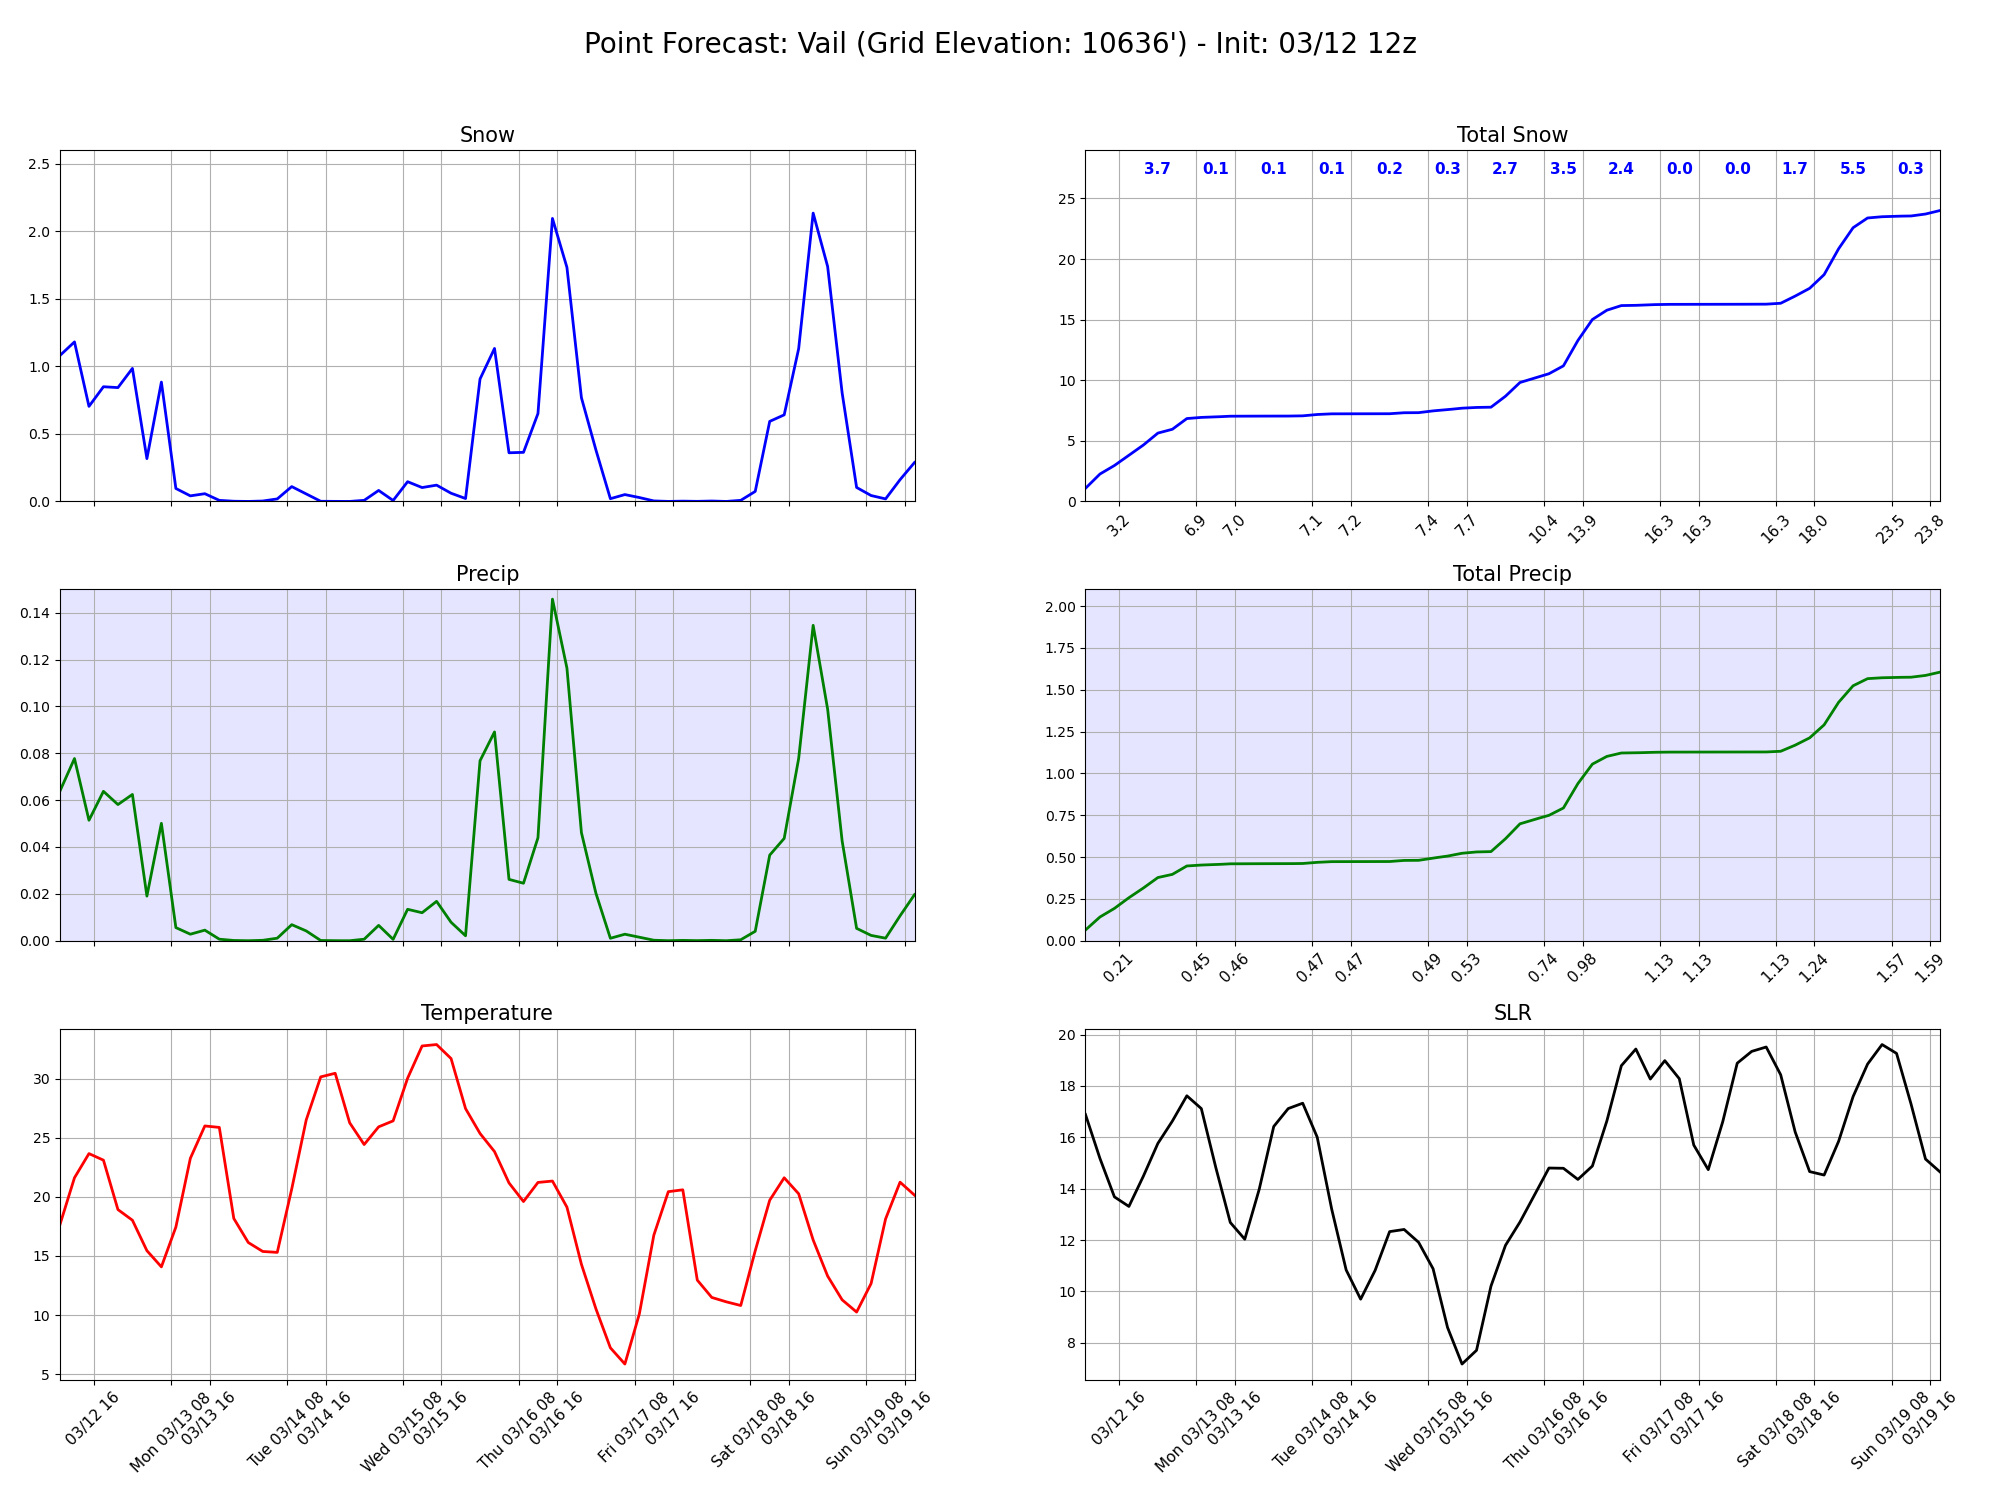 Point Forecast: Vail (Grid Elevation: 10636') - Init: 03/12 12z
Snow
2.5
2.0
1.5
1.0
0.5
0.0
Total Snow
3.7 0.1 0.1 0.1 0.2 0.3 2.7 3.5 2.4 0.0 0.0 1.7 5.5 0.3
25
20
15
10
5
0
3.2 6.9 7.0 7.1 7.2 7.4 7.7 10.4 13.9 16.3 16.3 16.3 18.0 23.5 23.8
Precip
0.14
0.12
0.10
0.08
0.06
0.04
0.02
0.00
Total Precip
2.00
1.75
1.50
1.25
1.00
0.75
0.50
0.25
0.00
0.21 0.45 0.46 0.47 0.47 0.49 0.53 0.74 0.98 1.13 1.13 1.13 1.24 1.57 1.59
Temperature
30
25
20
15
10
5
03/12 16
Mon 03/13 08
03/13 16
Tue 03/14 08
03/14 16
Wed 03/15 08
03/15 16
Thu 03/16 08
03/16 16
Fri 03/17 08
03/17 16
Sat 03/18 08
03/18 16
Sun 03/19 08
03/19 16
SLR
20
18
16
14
12
10
8
03/12 16
Mon 03/13 08
03/13 16
Tue 03/14 08
03/14 16
Wed 03/15 08
03/15 16
Thu 03/16 08
03/16 16
Fri 03/17 08
03/17 16
Sat 03/18 08
03/18 16
Sun 03/19 08
03/19 16